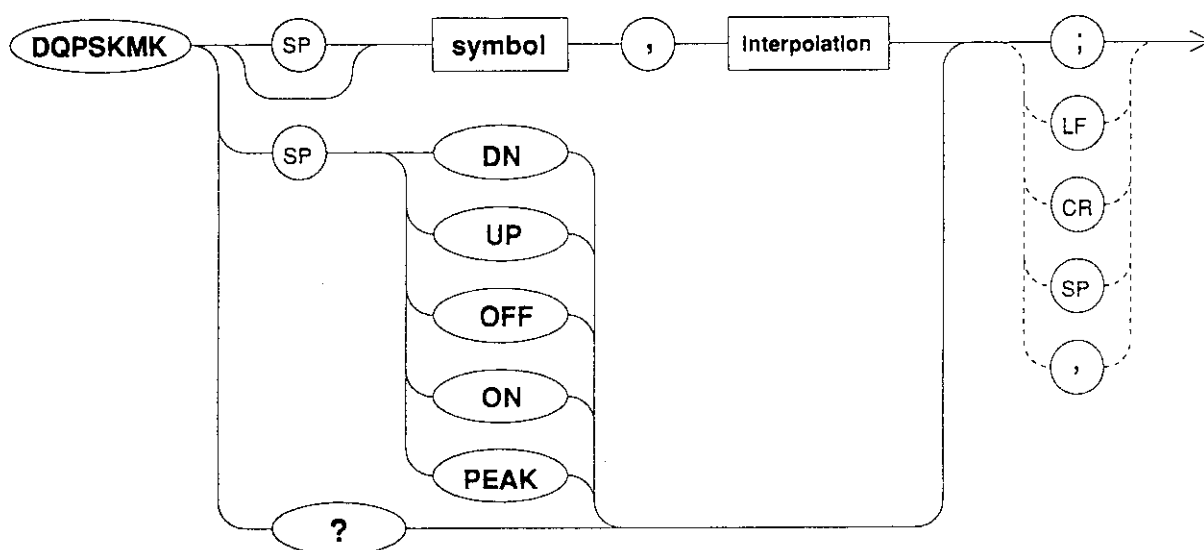 DQPSKMK SP symbol , interpolation ;
LF
SP DN
UP CR
OFF SP
ON ,
PEAK
?